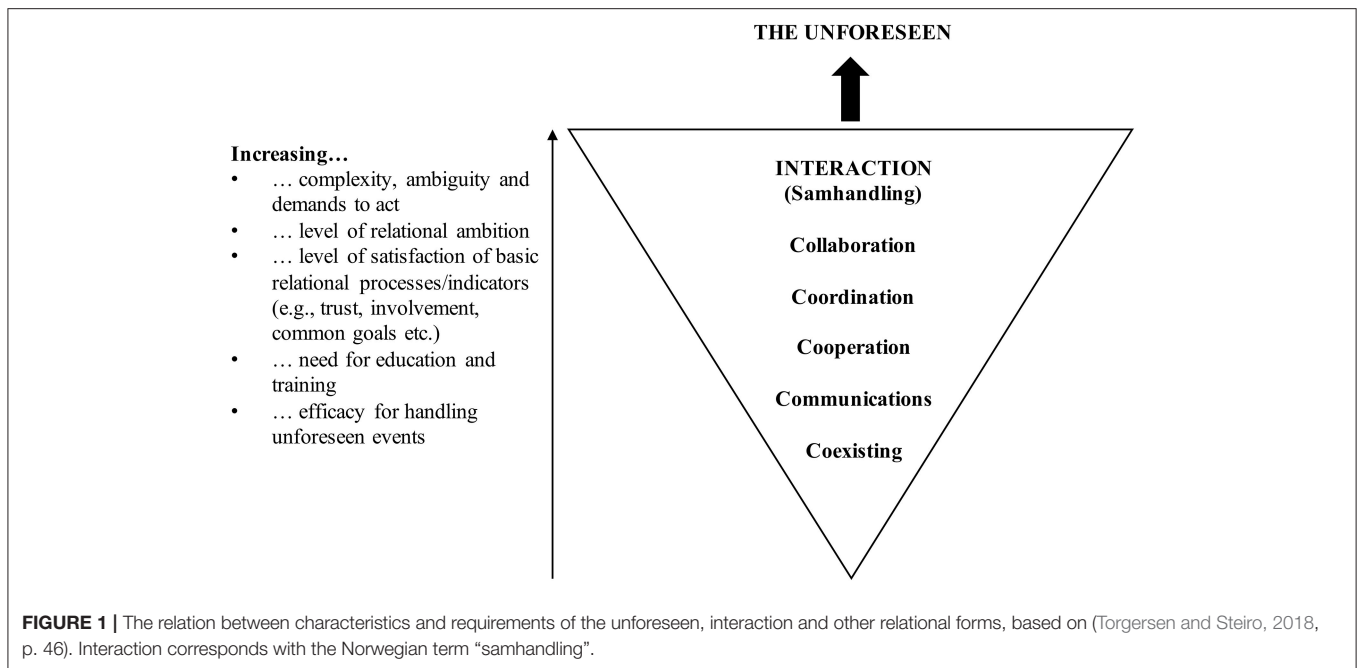 THE UNFORESEEN
Increasing…
• … complexity, ambiguity and
demands to act
• … level of relational ambition
• … level of satisfaction of basic
relational processes/indicators
(e.g., trust, involvement,
common goals etc.)
• … need for education and
training
• … efficacy for handling
unforeseen events
INTERACTION
(Samhandling)
Collaboration
Coordination
Cooperation
Communications
Coexisting
FIGURE 1 | The relation between characteristics and requirements of the unforeseen, interaction and other relational forms, based on (Torgersen and Steiro, 2018,
p. 46). Interaction corresponds with the Norwegian term “samhandling”.